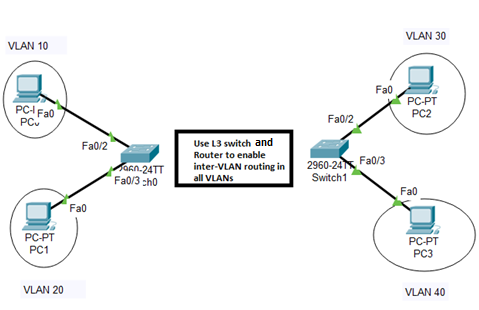 VLAN 10
Fa0
PC-
PC0
Fa0/2
2960-24TT
Fa0/3
Fa0
PC-PT
PC1
VLAN 20
Use L3 switch and
Router to enable
inter-VLAN routing in
all VLANs
VLAN 30
Fa0
PC-PT
PC2
Fa0/2
2960-24TT
Fa0/3
Switch1
Fa0
PC-PT
PC3
VLAN 40